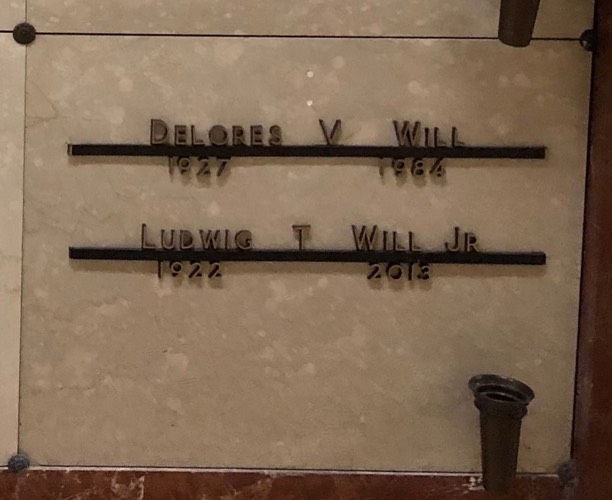 DELORES V WILL
1927 1984
LUDWIG T WILL JR
1922 2013